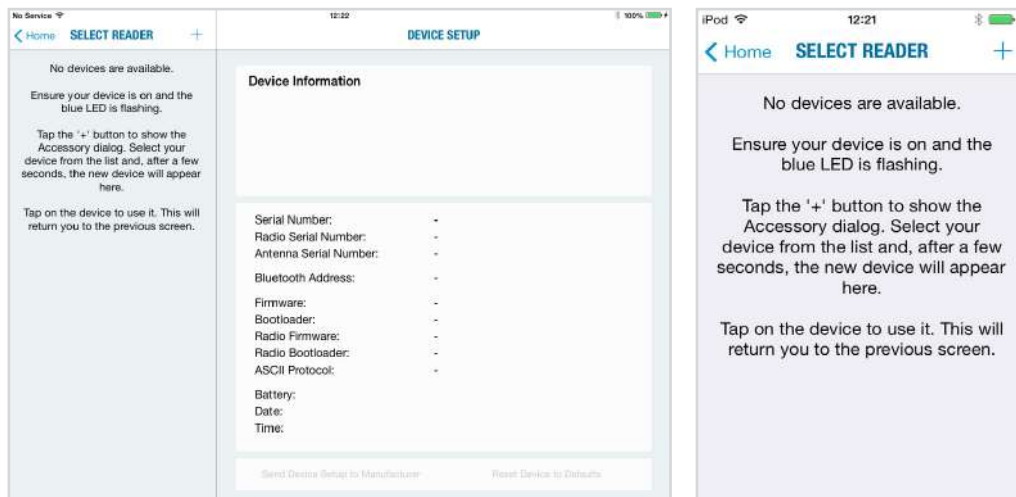 No Service
12:22
100%
Home
SELECT READER
+
DEVICE SETUP
No devices are available.
Ensure your device is on and the
blue LED is flashing.
Tap the '+' button to show the
Accessory dialog. Select your
device from the list and, after a few
seconds, the new device will appear
here.
Tap on the device to use it. This will
return you to the previous screen.
Device Information
Serial Number: -
Radio Serial Number: -
Antenna Serial Number: -
Bluetooth Address: -
Firmware: -
Bootloader: -
Radio Firmware: -
Radio Bootloader: -
ASCII Protocol: -
Battery:
Date:
Time:
Send Device Setup to Manufacturer
Reset Device to Defaults
iPod
12:21
Home
SELECT READER
+
No devices are available.
Ensure your device is on and the
blue LED is flashing.
Tap the '+' button to show the
Accessory dialog. Select your
device from the list and, after a few
seconds, the new device will appear
here.
Tap on the device to use it. This will
return you to the previous screen.